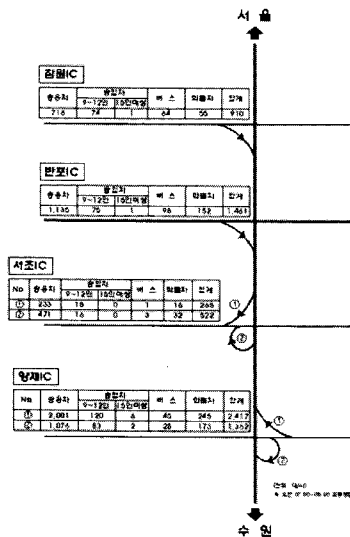 서 울
잠원IC
승용차 승합차 버 스 화물차 합계
9~12인 15인이상
716 74 1 64 55 910
반포IC
승용차 승합차 버 스 화물차 합계
9~12인 15인이상
75 1 96 152 1,461
서초IC
No 승용차 승합차 버 스 화물차 합계
9~12인 15인이상
① 233 18 0 1 16 268
② 471 16 0 3 32 522
①
②
양재IC
No 승용차 승합차 버 스 화물차 합계
9~12인 15인이상
① 2,001 120 6 45 245 2,417
② 1,076 83 2 28 173 1,362
①
②
수 원